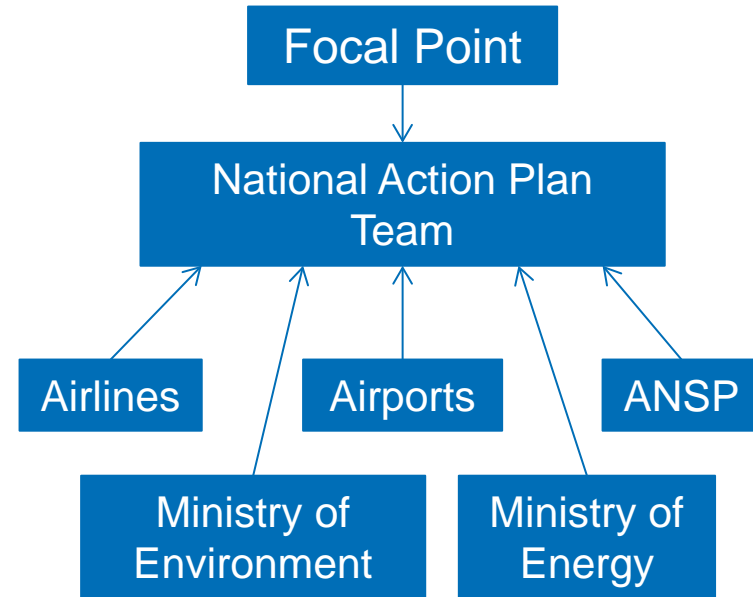 Focal Point
National Action Plan
Team
Airlines
Airports
ANSP
Ministry of
Environment
Ministry of
Energy